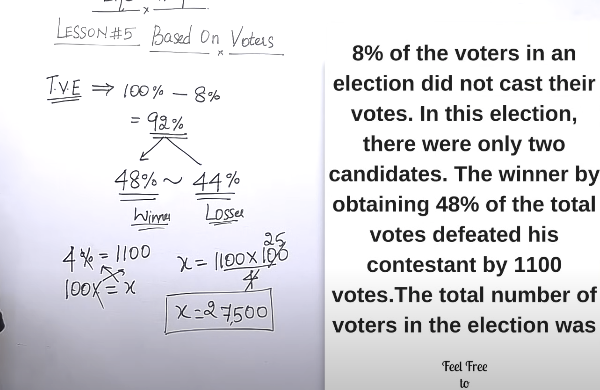 LESSON#5 Based On Voters
T.V.E ⇒ 100% − 8%
= 92%
48% ~ 44%
Winner Losser
4% = 1100
100% = x
x = 1100 x 100
25
4
x = 27,500
8% of the voters in an
election did not cast their
votes. In this election,
there were only two
candidates. The winner by
obtaining 48% of the total
votes defeated his
contestant by 1100
votes.The total number of
voters in the election was
Feel Free
to